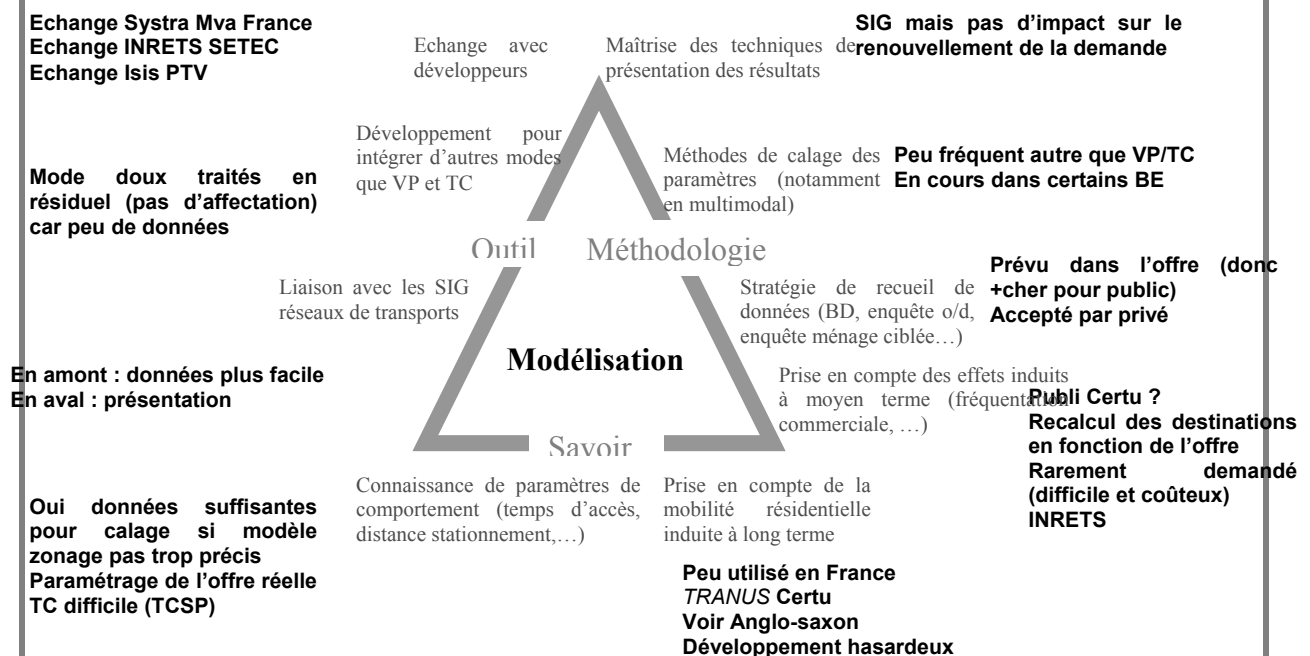 Echange Systra Mva France
Echange INRETS SETEC
Echange Isis PTV
Echange avec
développeurs
Maîtrise des techniques de
présentation des résultats
SIG mais pas d'impact sur le
renouvellement de la demande
Développement pour
intégrer d'autres modes
que VP et TC
Méthodes de calage des
paramètres (notamment
en multimodal)
Peu fréquent autre que VP/TC
En cours dans certains BE
Mode doux traités en
résiduel (pas d'affectation)
car peu de données
Outil
Méthodologie
Liaison avec les SIG
réseaux de transports
Stratégie de recueil de
données (BD, enquête o/d,
enquête ménage ciblée…)
Prévu dans l'offre (donc
+cher pour public)
Accepté par privé
Modélisation
En amont : données plus facile
En aval : présentation
Prise en compte des effets induits
à moyen terme (fréquentation
commerciale, …)
Publi Certu ?
Recalcul des destinations
en fonction de l'offre
Rarement demandé
(difficile et coûteux)
INRETS
Savoir
Oui données suffisantes
pour calage si modèle
zonage pas trop précis
Paramétrage de l'offre réelle
TC difficile (TCSP)
Connaissance de paramètres de
comportement (temps d'accès,
distance stationnement,…)
Prise en compte de la
mobilité résidentielle
induite à long terme
Peu utilisé en France
TRANUS Certu
Voir Anglo-saxon
Développement hasardeux